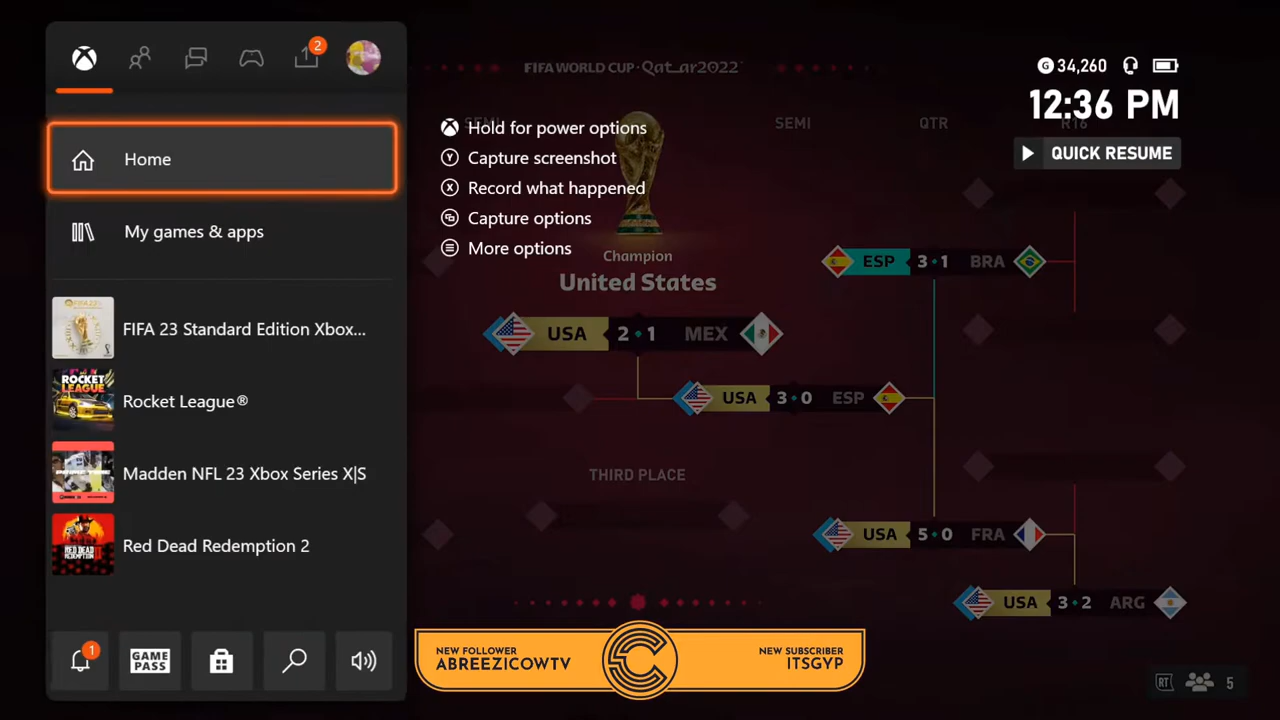 2
Home
My games & apps
FIFA 23 Standard Edition Xbox...
Rocket League®
Madden NFL 23 Xbox Series X|S
Red Dead Redemption 2
1
GAME PASS
Hold for power options
Y Capture screenshot
X Record what happened
Capture options
More options
FIFA WORLD CUP Qatar2022
SEMI
QTR
R16
G 34,260
12:36 PM
QUICK RESUME
Champion
United States
USA 2 1 MEX
ESP 3 1 BRA
USA 3 0 ESP
THIRD PLACE
USA 5 0 FRA
USA 3 2 ARG
NEW FOLLOWER
ABREEZICOWTV
NEW SUBSCRIBER
ITSGYP
RT 5